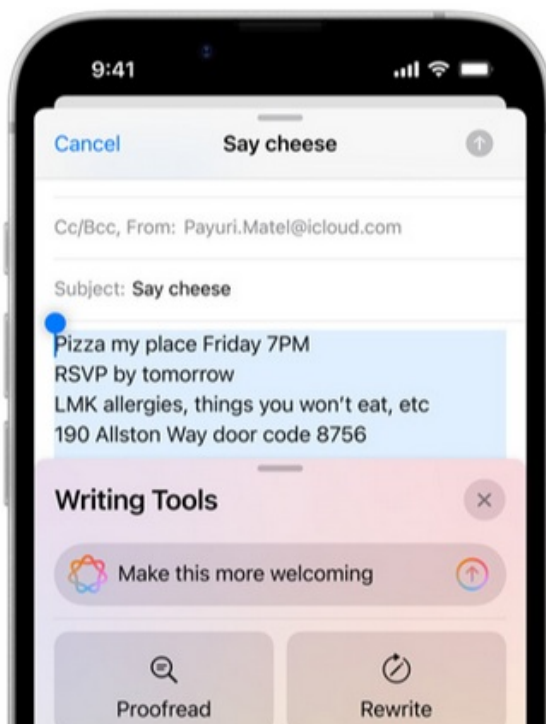 9:41
Cancel Say cheese
Cc/Bcc, From: Payuri.Matel@icloud.com
Subject: Say cheese
Pizza my place Friday 7PM
RSVP by tomorrow
LMK allergies, things you won't eat, etc
190 Allston Way door code 8756
Writing Tools
Make this more welcoming
Proofread Rewrite